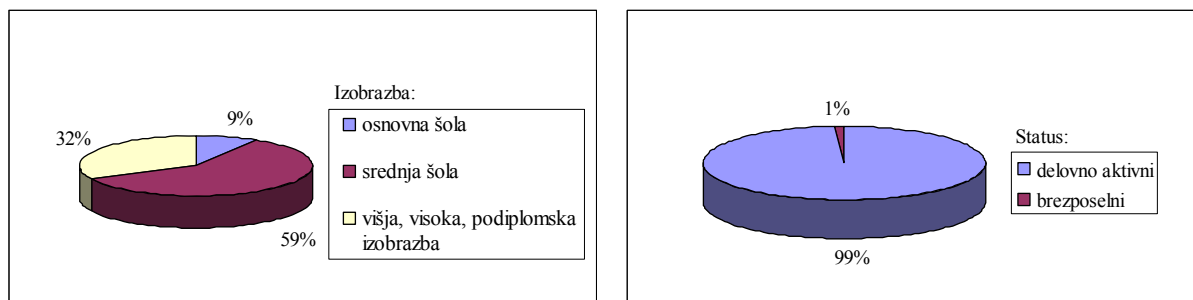 Izobrazba:
9%
32%
59%
osnovna šola
srednja šola
višja, visoka, podiplomska
izobrazba
1%
99%
Status:
delovno aktivni
brezposelni